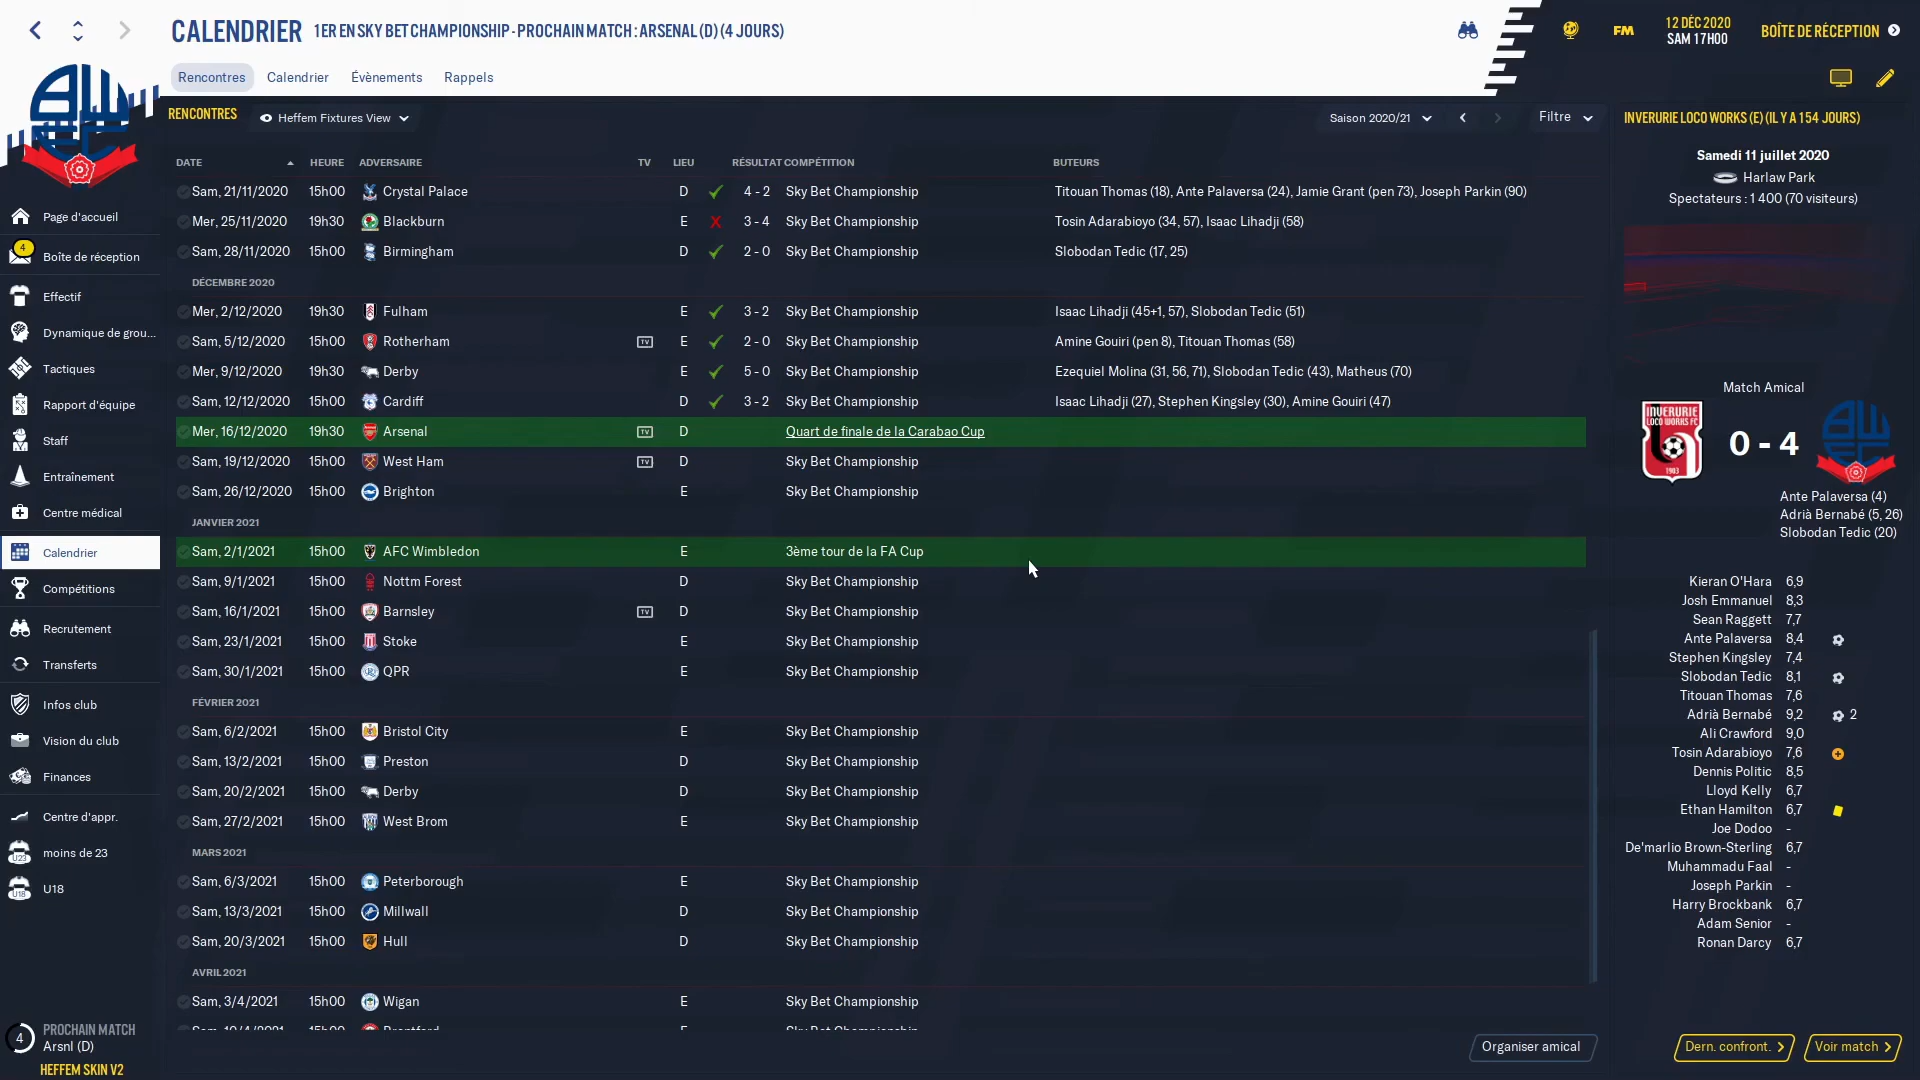 CALENDRIER 1ER EN SKY BET CHAMPIONSHIP - PROCHAIN MATCH : ARSENAL (D) (4 JOURS)
FM 12 DÉC 2020 SAM 17H00 BOÎTE DE RÉCEPTION
Rencontres Calendrier Évènements Rappels
RENCONTRES Heffem Fixtures View Saison 2020/21 Filtre
DATE HEURE ADVERSAIRE TV LIEU RÉSULTAT COMPÉTITION BUTEURS
Sam, 21/11/2020 15h00 Crystal Palace D 4 - 2 Sky Bet Championship Titouan Thomas (18), Ante Palaversa (24), Jamie Grant (pen 73), Joseph Parkin (90)
Mer, 25/11/2020 19h30 Blackburn E X 3 - 4 Sky Bet Championship Tosin Adarabioyo (34, 57), Isaac Lihadji (58)
Sam, 28/11/2020 15h00 Birmingham D 2 - 0 Sky Bet Championship Slobodan Tedic (17, 25)
DÉCEMBRE 2020
Mer, 2/12/2020 19h30 Fulham E 3 - 2 Sky Bet Championship Isaac Lihadji (45+1, 57), Slobodan Tedic (51)
Sam, 5/12/2020 15h00 Rotherham TV E 2 - 0 Sky Bet Championship Amine Gouiri (pen 8), Titouan Thomas (58)
Mer, 9/12/2020 19h30 Derby E 5 - 0 Sky Bet Championship Ezequiel Molina (31, 56, 71), Slobodan Tedic (43), Matheus (70)
Sam, 12/12/2020 15h00 Cardiff D 3 - 2 Sky Bet Championship Isaac Lihadji (27), Stephen Kingsley (30), Amine Gouiri (47)
Mer, 16/12/2020 19h30 Arsenal TV D Quart de finale de la Carabao Cup
Sam, 19/12/2020 15h00 West Ham TV D Sky Bet Championship
Sam, 26/12/2020 15h00 Brighton E Sky Bet Championship
JANVIER 2021
Sam, 2/1/2021 15h00 AFC Wimbledon E 3ème tour de la FA Cup
Sam, 9/1/2021 15h00 Nottm Forest D Sky Bet Championship
Sam, 16/1/2021 15h00 Barnsley TV D Sky Bet Championship
Sam, 23/1/2021 15h00 Stoke E Sky Bet Championship
Sam, 30/1/2021 15h00 QPR E Sky Bet Championship
FÉVRIER 2021
Sam, 6/2/2021 15h00 Bristol City E Sky Bet Championship
Sam, 13/2/2021 15h00 Preston D Sky Bet Championship
Sam, 20/2/2021 15h00 Derby D Sky Bet Championship
Sam, 27/2/2021 15h00 West Brom E Sky Bet Championship
MARS 2021
Sam, 6/3/2021 15h00 Peterborough E Sky Bet Championship
Sam, 13/3/2021 15h00 Millwall D Sky Bet Championship
Sam, 20/3/2021 15h00 Hull D Sky Bet Championship
AVRIL 2021
Sam, 3/4/2021 15h00 Wigan E Sky Bet Championship
Organiser amical
Page d'accueil
4
Boîte de réception
Effectif
Dynamique de grou...
Tactiques
Rapport d'équipe
Staff
Entraînement
Centre médical
Calendrier
Compétitions
Recrutement
Transferts
Infos club
Vision du club
Finances
Centre d'appr.
U23 moins de 23
U18 U18
4 PROCHAIN MATCH
Arsnl (D)
HEFFEM SKIN V2
INVERURIE LOCO WORKS (E) (IL Y A 154 JOURS)
Samedi 11 juillet 2020
Harlaw Park
Spectateurs : 1 400 (70 visiteurs)
Match Amical
INVERURIE LOCO WORKS FC 1903
0 - 4
Ante Palaversa (4)
Adrià Bernabé (5, 26)
Slobodan Tedic (20)
Kieran O'Hara 6,9
Josh Emmanuel 8,3
Sean Raggett 7,7
Ante Palaversa 8,4
Stephen Kingsley 7,4
Slobodan Tedic 8,1
Titouan Thomas 7,6
Adrià Bernabé 9,2 2
Ali Crawford 9,0
Tosin Adarabioyo 7,6
Dennis Politic 8,5
Lloyd Kelly 6,7
Ethan Hamilton 6,7
Joe Dodoo -
De'marlio Brown-Sterling 6,7
Muhammadu Faal -
Joseph Parkin -
Harry Brockbank 6,7
Adam Senior -
Ronan Darcy 6,7
Dern. confront. Voir match